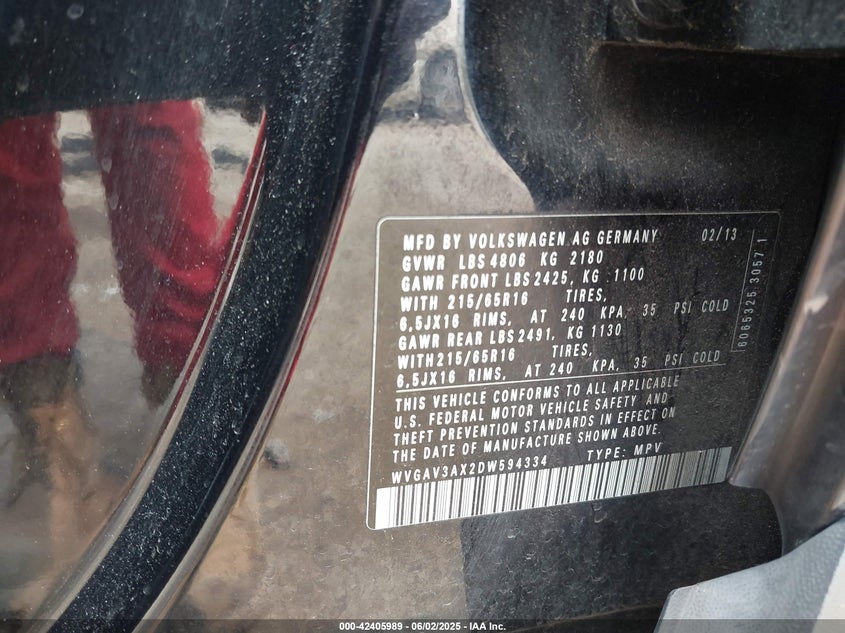 MFD BY VOLKSWAGEN AG GERMANY 02/13
GVWR LBS 4806 KG 2180
GAWR FRONT LBS 2425, KG 1100
WITH 215/65R16 TIRES,
6,5JX16 RIMS, AT 240 KPA, 35 PSI COLD
GAWR REAR LBS 2491, KG 1130
WITH 215/65R16 TIRES,
6,5JX16 RIMS, AT 240 KPA, 35 PSI COLD
THIS VEHICLE CONFORMS TO ALL APPLICABLE
U.S. FEDERAL MOTOR VEHICLE SAFETY AND
THEFT PREVENTION STANDARDS IN EFFECT ON
THE DATE OF MANUFACTURE SHOWN ABOVE.
WVGAV3AX2DW594334 TYPE: MPV
6065325 3057 1
000-42405989 - 06/02/2025 - IAA Inc.